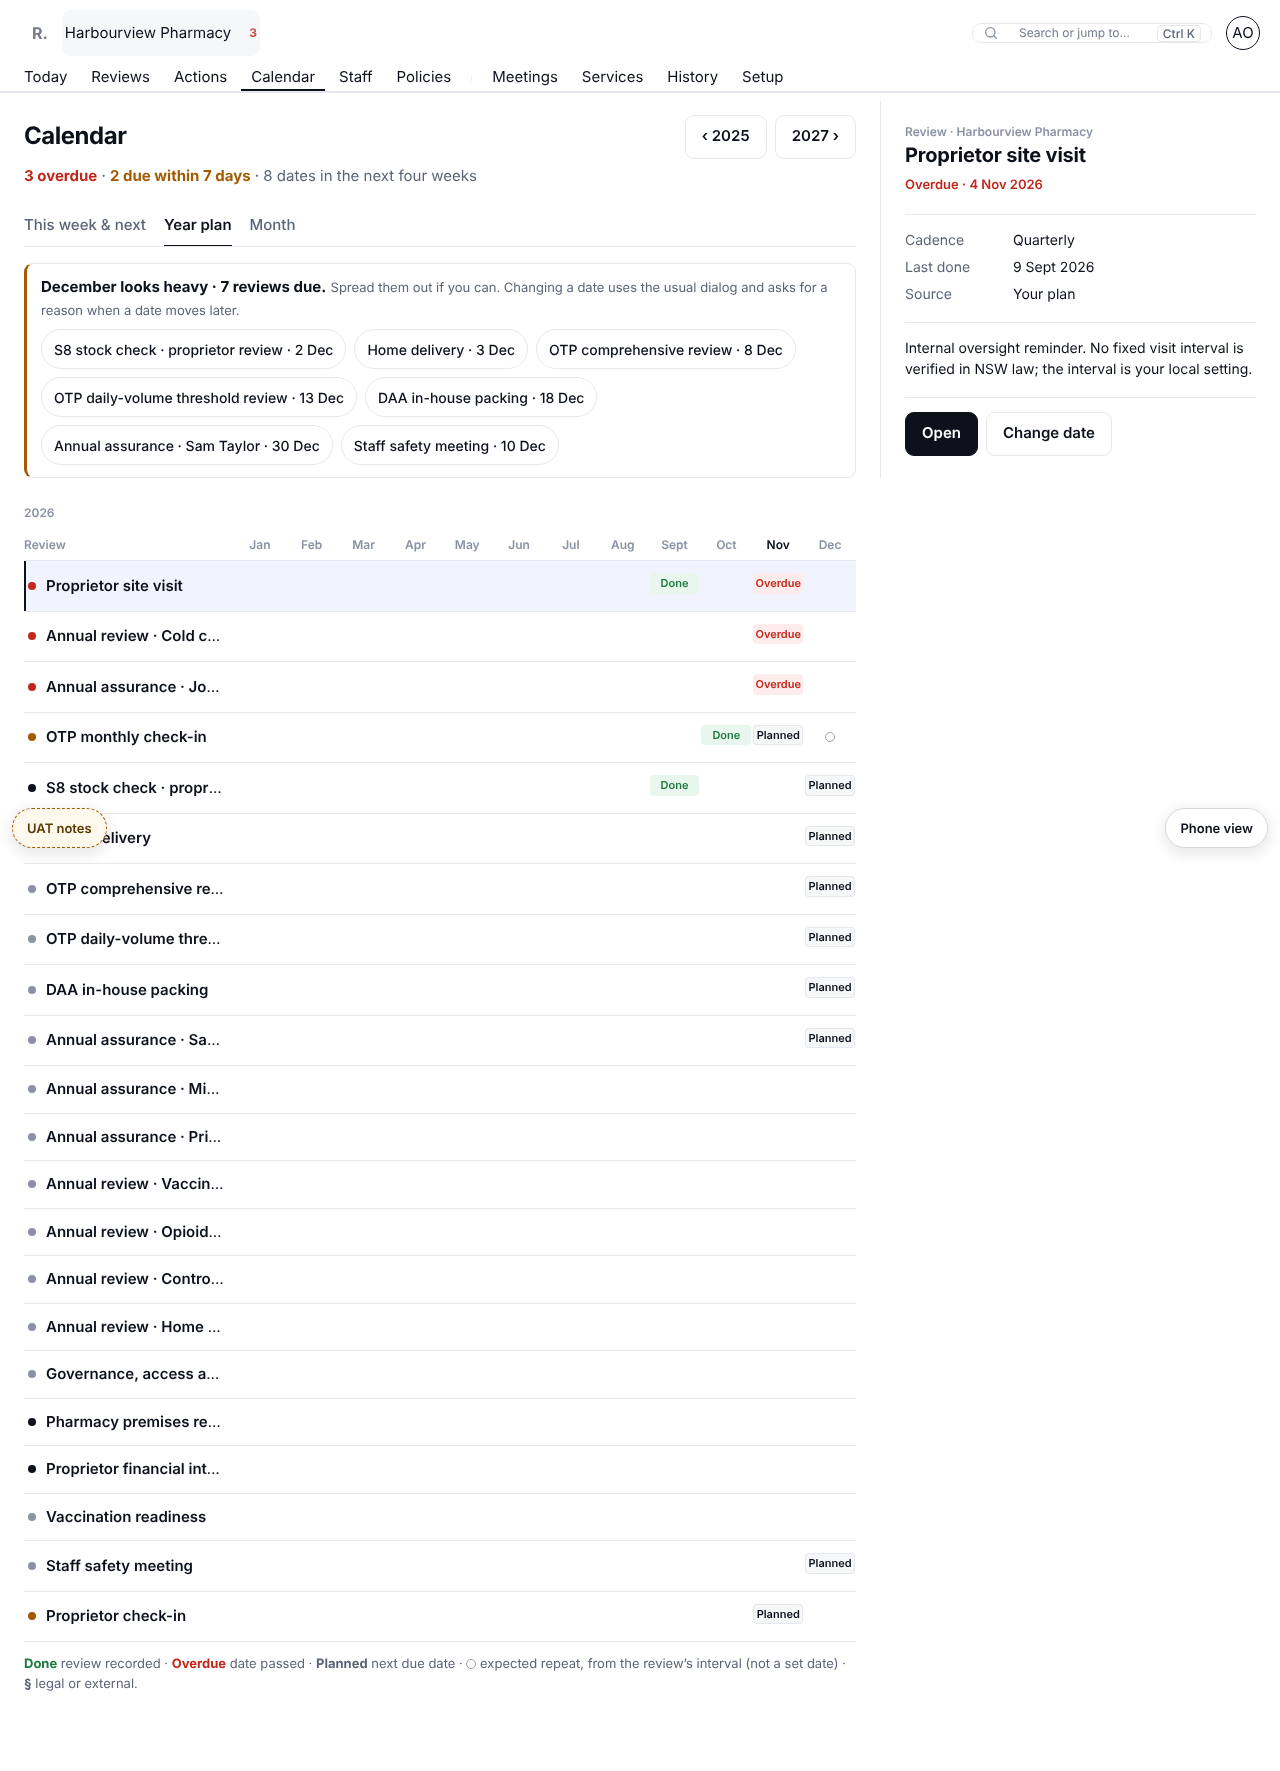 R. Harbourview Pharmacy 3
Search or jump to... Ctrl K AO
Today Reviews Actions Calendar Staff Policies Meetings Services History Setup
Calendar
‹ 2025 2027 ›
3 overdue · 2 due within 7 days · 8 dates in the next four weeks
This week & next Year plan Month
December looks heavy · 7 reviews due. Spread them out if you can. Changing a date uses the usual dialog and asks for a
reason when a date moves later.
S8 stock check · proprietor review · 2 Dec Home delivery · 3 Dec OTP comprehensive review · 8 Dec
OTP daily-volume threshold review · 13 Dec DAA in-house packing · 18 Dec
Annual assurance · Sam Taylor · 30 Dec Staff safety meeting · 10 Dec
Review · Harbourview Pharmacy
Proprietor site visit
Overdue · 4 Nov 2026
Cadence Quarterly
Last done 9 Sept 2026
Source Your plan
Internal oversight reminder. No fixed visit interval is
verified in NSW law; the interval is your local setting.
Open Change date
2026
Review Jan Feb Mar Apr May Jun Jul Aug Sept Oct Nov Dec
Proprietor site visit Done Overdue
Annual review · Cold c... Overdue
Annual assurance · Jo... Overdue
OTP monthly check-in Done Planned
S8 stock check · propr... Done Planned
UAT notes elivery Planned
Phone view
OTP comprehensive re... Planned
OTP daily-volume thre... Planned
DAA in-house packing Planned
Annual assurance · Sa... Planned
Annual assurance · Mi...
Annual assurance · Pri...
Annual review · Vaccin...
Annual review · Opioid...
Annual review · Contro...
Annual review · Home ...
Governance, access a...
Pharmacy premises re...
Proprietor financial int...
Vaccination readiness
Staff safety meeting Planned
Proprietor check-in Planned
Done review recorded · Overdue date passed · Planned next due date · ○ expected repeat, from the review’s interval (not a set date) ·
§ legal or external.